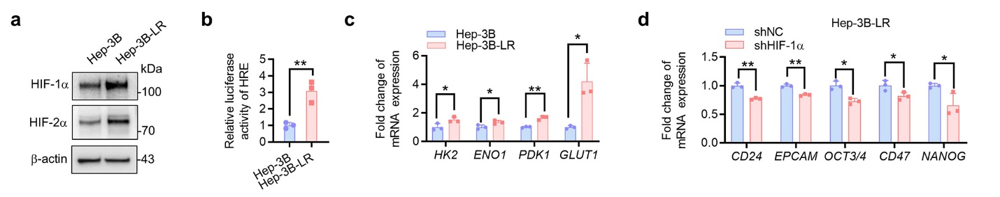 a
Hep-3B
Hep-3B-LR
kDa
HIF-1α
-100
HIF-2α
-70
β-actin
-43
b
Relative luciferase
activity of HRE
5
4
3
2
1
0
**
Hep-3B
Hep-3B-LR
c
Hep-3B
Hep-3B-LR
Fold change of
mRNA expression
6
4
2
0
*
*
**
*
HK2 ENO1 PDK1 GLUT1
d
Hep-3B-LR
shNC
shHIF-1α
Fold change of
mRNA expression
1.5
1.0
0.5
0.0
**
**
*
*
*
CD24 EPCAM OCT3/4 CD47 NANOG